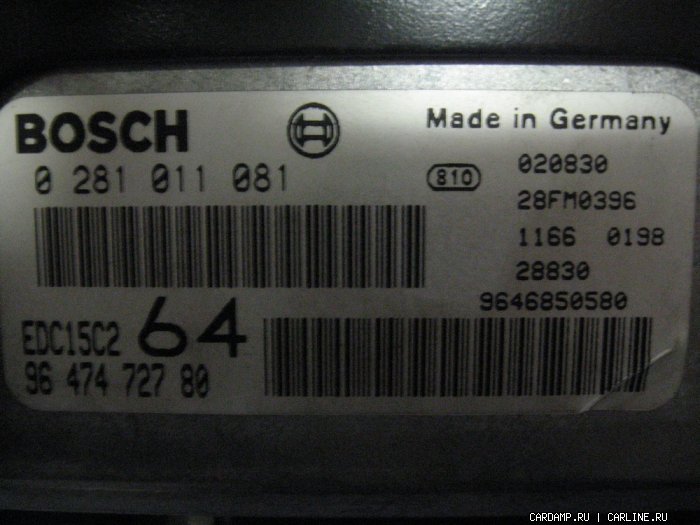 BOSCH
Made in Germany
0 281 011 081
810
020830
28FM0396
1166 0198
28830
9646850580
EDC15C2 64
96 474 727 80
CARDAMP.RU | CARLINE.RU